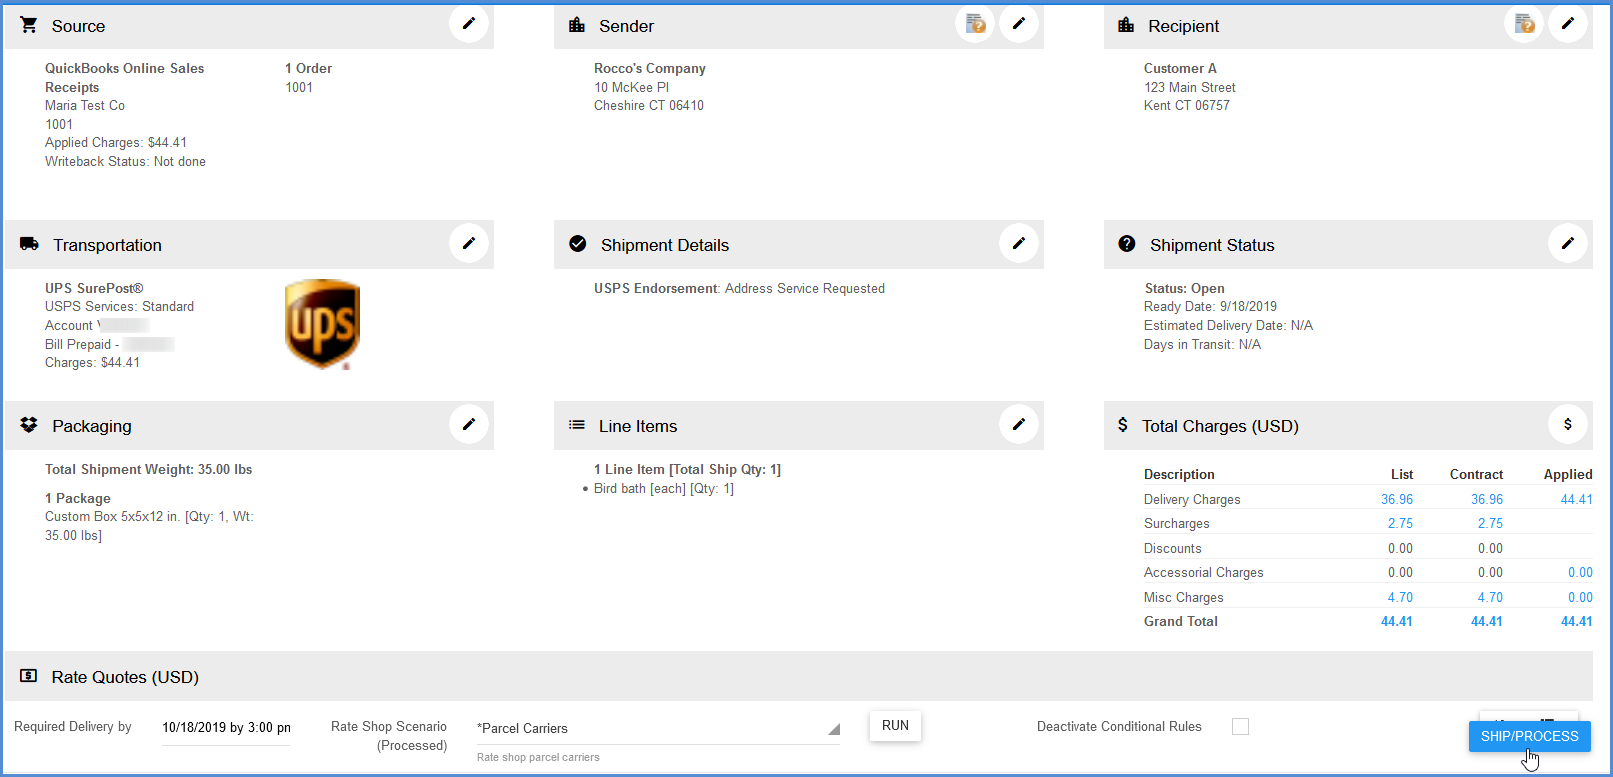 Source
QuickBooks Online Sales
Receipts
Maria Test Co
1001
Applied Charges: $44.41
Writeback Status: Not done
1 Order
1001
Sender
Rocco's Company
10 McKee Pl
Cheshire CT 06410
Recipient
Customer A
123 Main Street
Kent CT 06757
Transportation
UPS SurePost®
USPS Services: Standard
Account
Bill Prepaid -
Charges: $44.41
ups
Shipment Details
USPS Endorsement: Address Service Requested
Shipment Status
Status: Open
Ready Date: 9/18/2019
Estimated Delivery Date: N/A
Days in Transit: N/A
Packaging
Total Shipment Weight: 35.00 lbs
1 Package
Custom Box 5x5x12 in. [Qty: 1, Wt:
35.00 lbs]
Line Items
1 Line Item [Total Ship Qty: 1]
• Bird bath [each] [Qty: 1]
$ Total Charges (USD) $
Description List Contract Applied
Delivery Charges 36.96 36.96 44.41
Surcharges 2.75 2.75
Discounts 0.00 0.00
Accessorial Charges 0.00 0.00 0.00
Misc Charges 4.70 4.70 0.00
Grand Total 44.41 44.41 44.41
Rate Quotes (USD)
Required Delivery by 10/18/2019 by 3:00 pm
Rate Shop Scenario
(Processed)
*Parcel Carriers
Rate shop parcel carriers
RUN
Deactivate Conditional Rules
SHIP/PROCESS